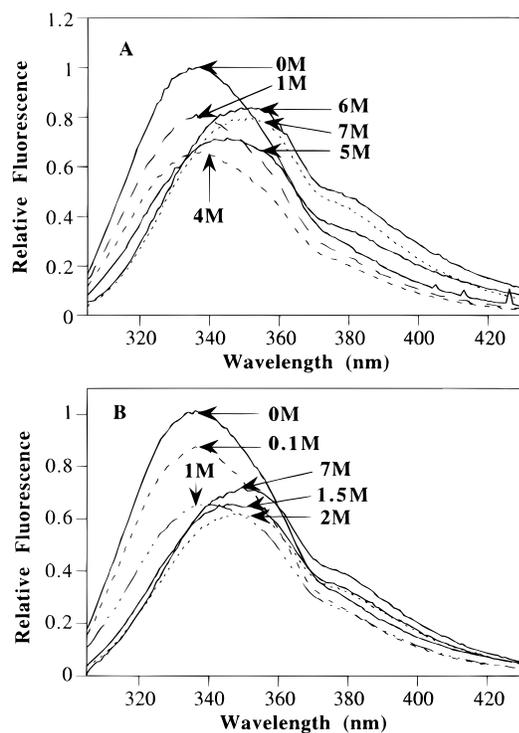 1.2
A
0M
1M
1
6M
0.8
7M
5M
0.6
4M
0.4
0.2
0
Relative Fluorescence
320 340 360 380 400 420
Wavelength (nm)
B
0M
1
0.1M
1M
7M
0.8
1.5M
0.6
2M
0.4
0.2
0
Relative Fluorescence
320 340 360 380 400 420
Wavelength (nm)